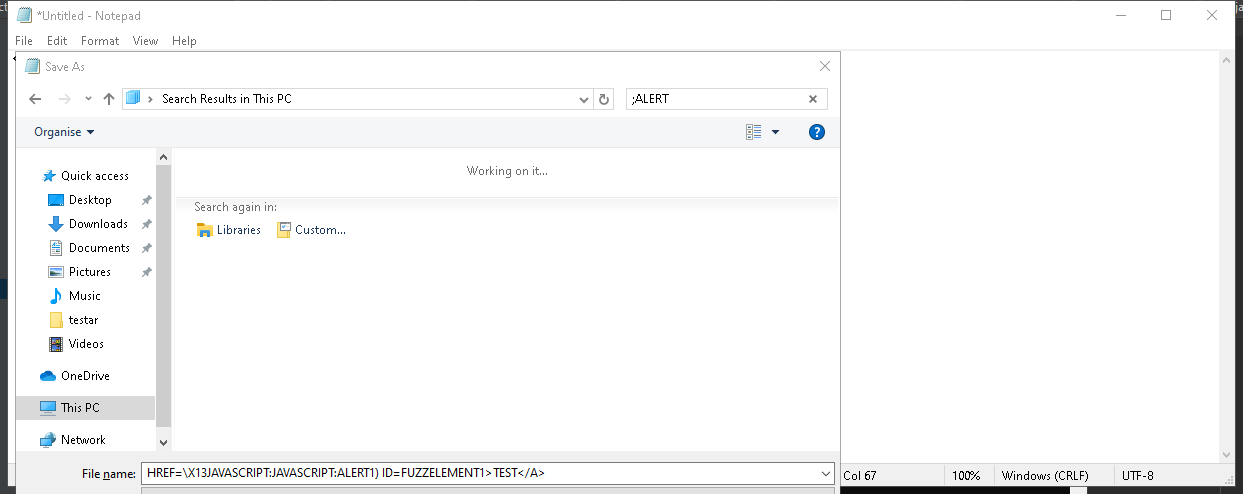 *Untitled - Notepad
File Edit Format View Help
Save As
Search Results in This PC
;ALERT
Organise
Quick access
Desktop
Downloads
Documents
Pictures
Music
testar
Videos
OneDrive
This PC
Network
Working on it...
Search again in:
Libraries Custom...
File name: HREF=\X13JAVASCRIPT:JAVASCRIPT:ALERT1) ID=FUZZELEMENT1>TEST</A>
Col 67 100% Windows (CRLF) UTF-8